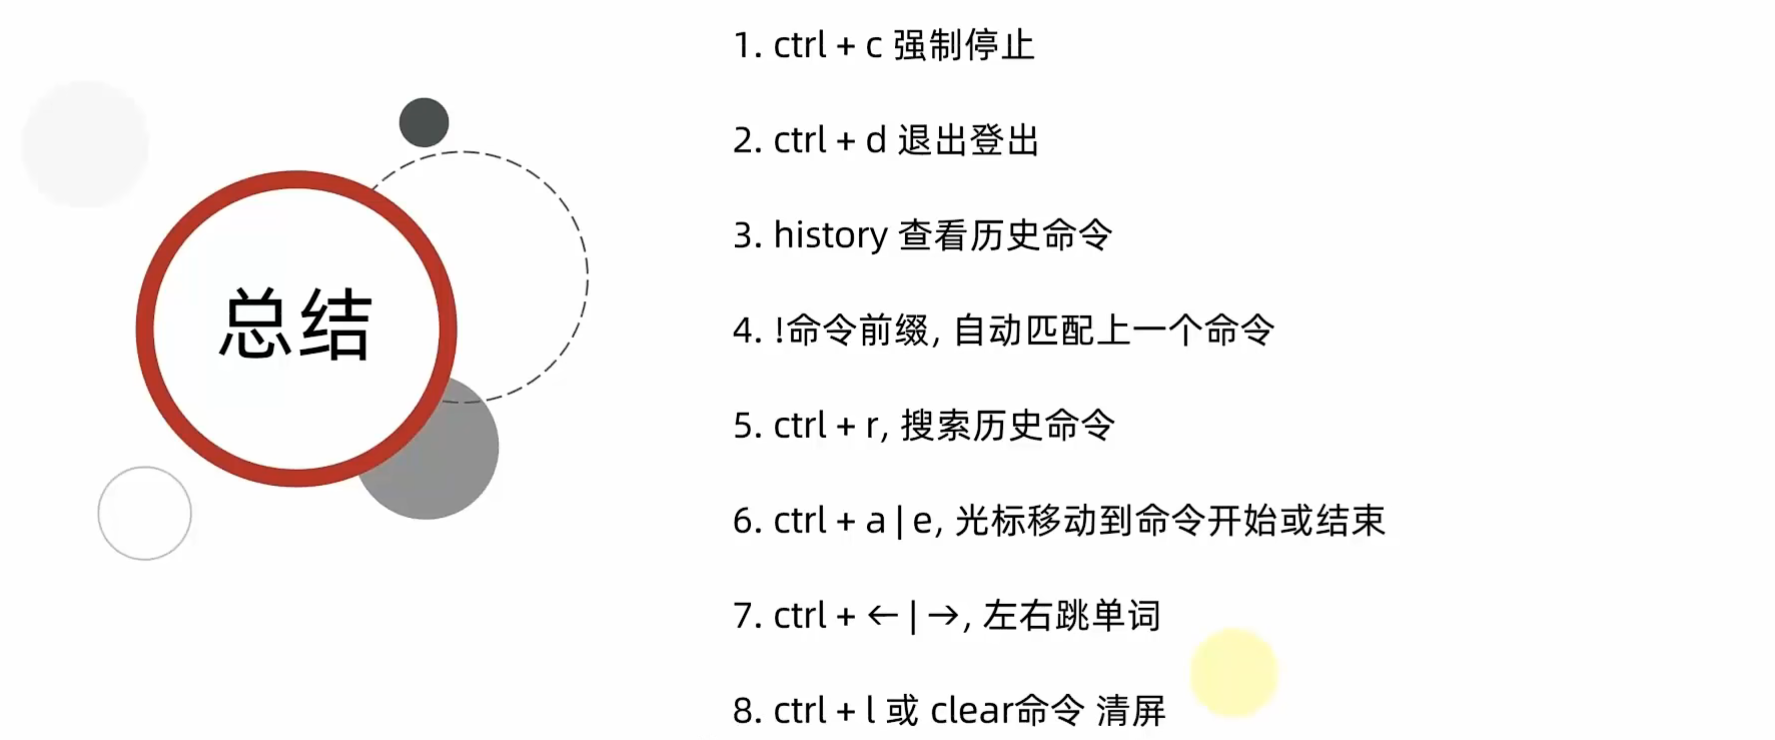 总结
1. ctrl + c 强制停止
2. ctrl + d 退出登出
3. history 查看历史命令
4. !命令前缀, 自动匹配上一个命令
5. ctrl + r, 搜索历史命令
6. ctrl + a | e, 光标移动到命令开始或结束
7. ctrl + ← | →, 左右跳单词
8. ctrl + l 或 clear命令 清屏